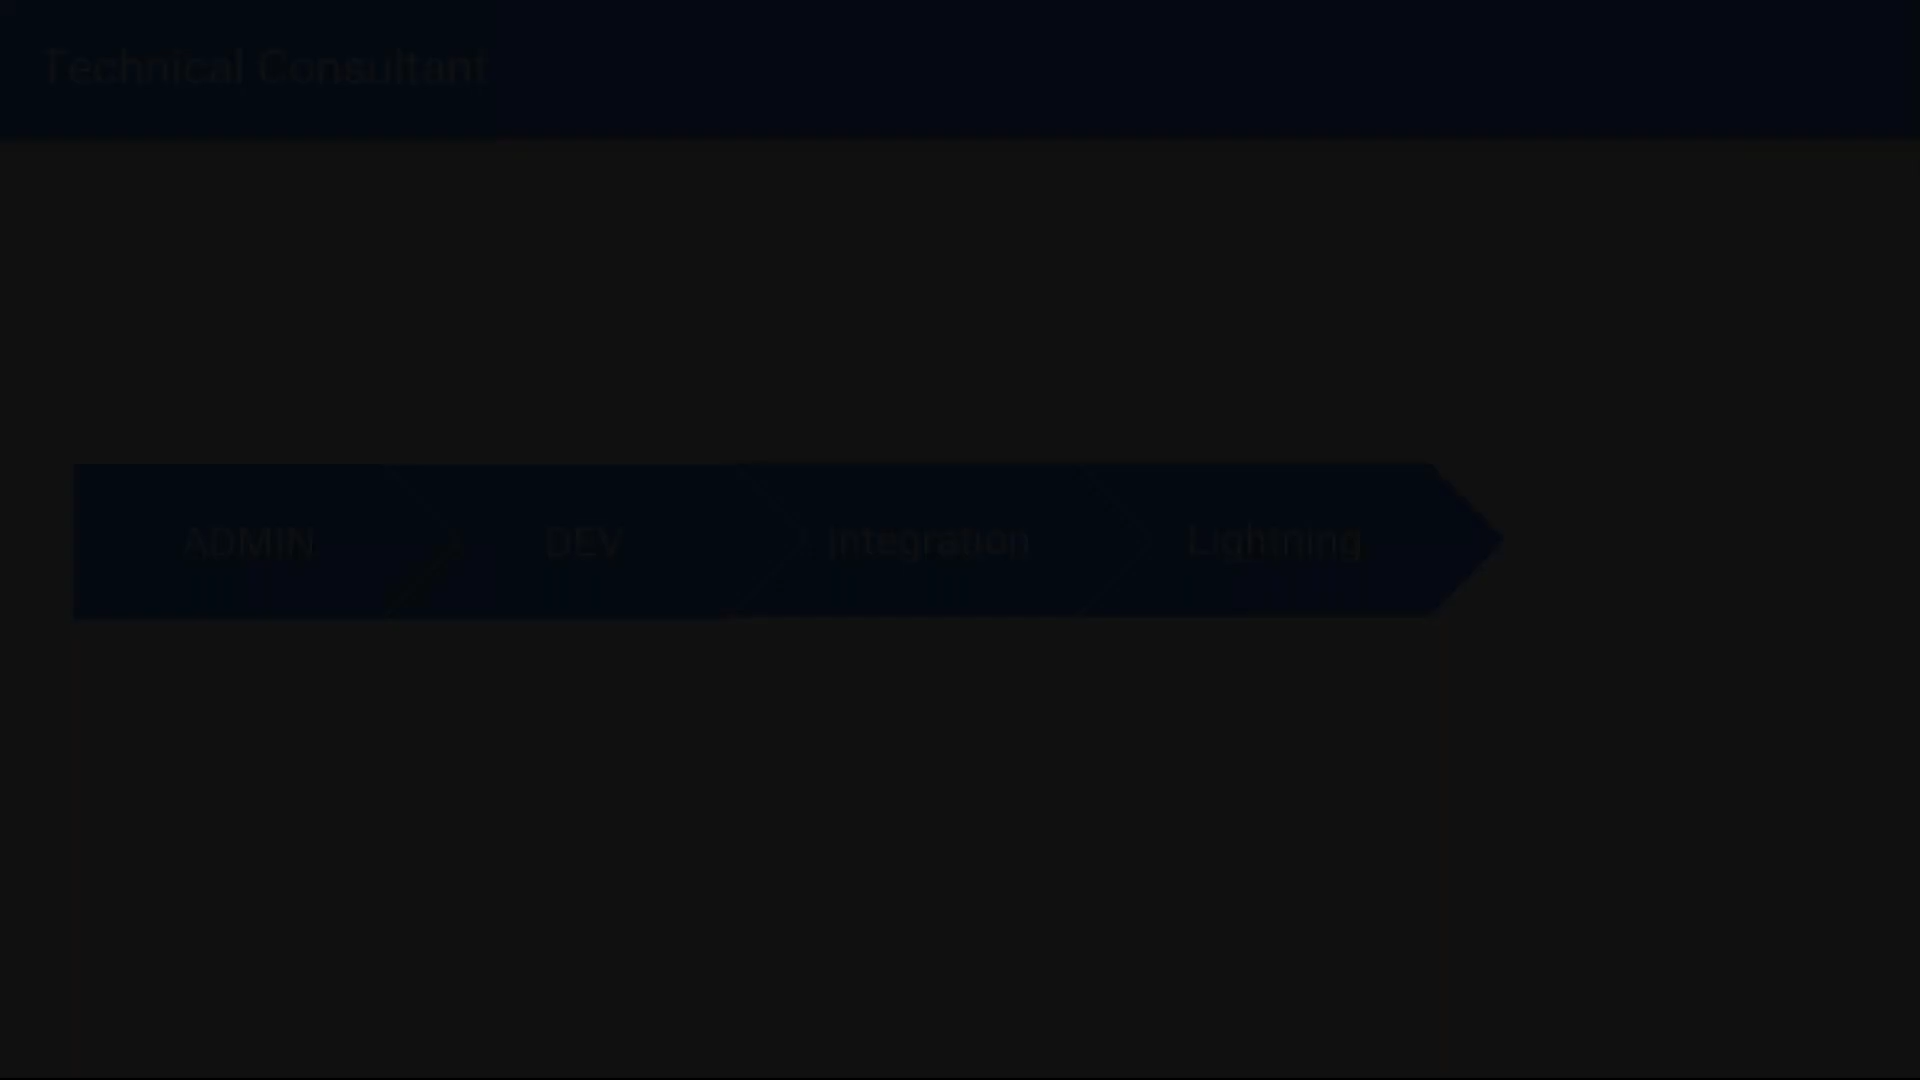 Technical Consultant
ADMIN
DEV
Integration
Lightning